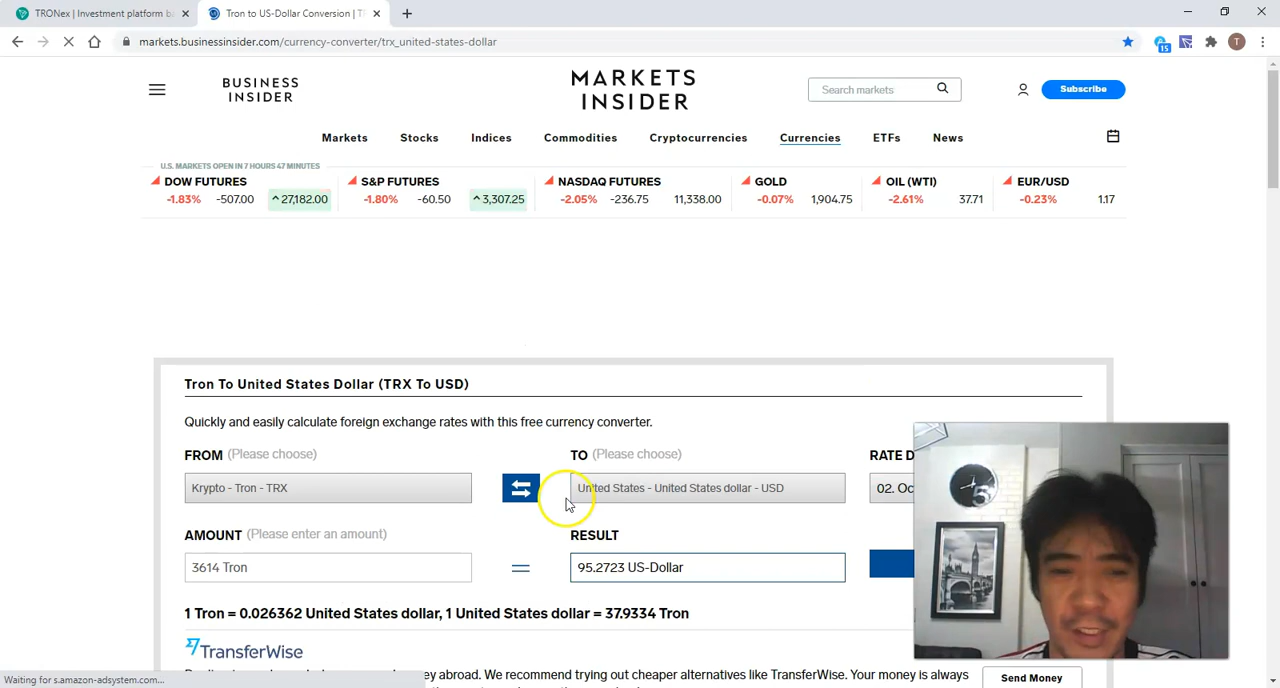 TRONex | Investment platform ba
Tron to US-Dollar Conversion | T
markets.businessinsider.com/currency-converter/trx_united-states-dollar
15
T
BUSINESS
INSIDER
MARKETS
INSIDER
Search markets
Subscribe
Markets Stocks Indices Commodities Cryptocurrencies Currencies ETFs News
U.S. MARKETS OPEN IN 7 HOURS 47 MINUTES
DOW FUTURES
-1.83% -507.00 27,182.00
S&P FUTURES
-1.80% -60.50 3,307.25
NASDAQ FUTURES
-2.05% -236.75 11,338.00
GOLD
-0.07% 1,904.75
OIL (WTI)
-2.61% 37.71
EUR/USD
-0.23% 1.17
Tron To United States Dollar (TRX To USD)
Quickly and easily calculate foreign exchange rates with this free currency converter.
FROM (Please choose)
TO (Please choose)
RATE D
Krypto - Tron - TRX
United States - United States dollar - USD
02. Oc
AMOUNT (Please enter an amount)
RESULT
3614 Tron
=
95.2723 US-Dollar
1 Tron = 0.026362 United States dollar, 1 United States dollar = 37.9334 Tron
TransferWise
ey abroad. We recommend trying out cheaper alternatives like TransferWise. Your money is always
Send Money
Waiting for s.amazon-adsystem.com...